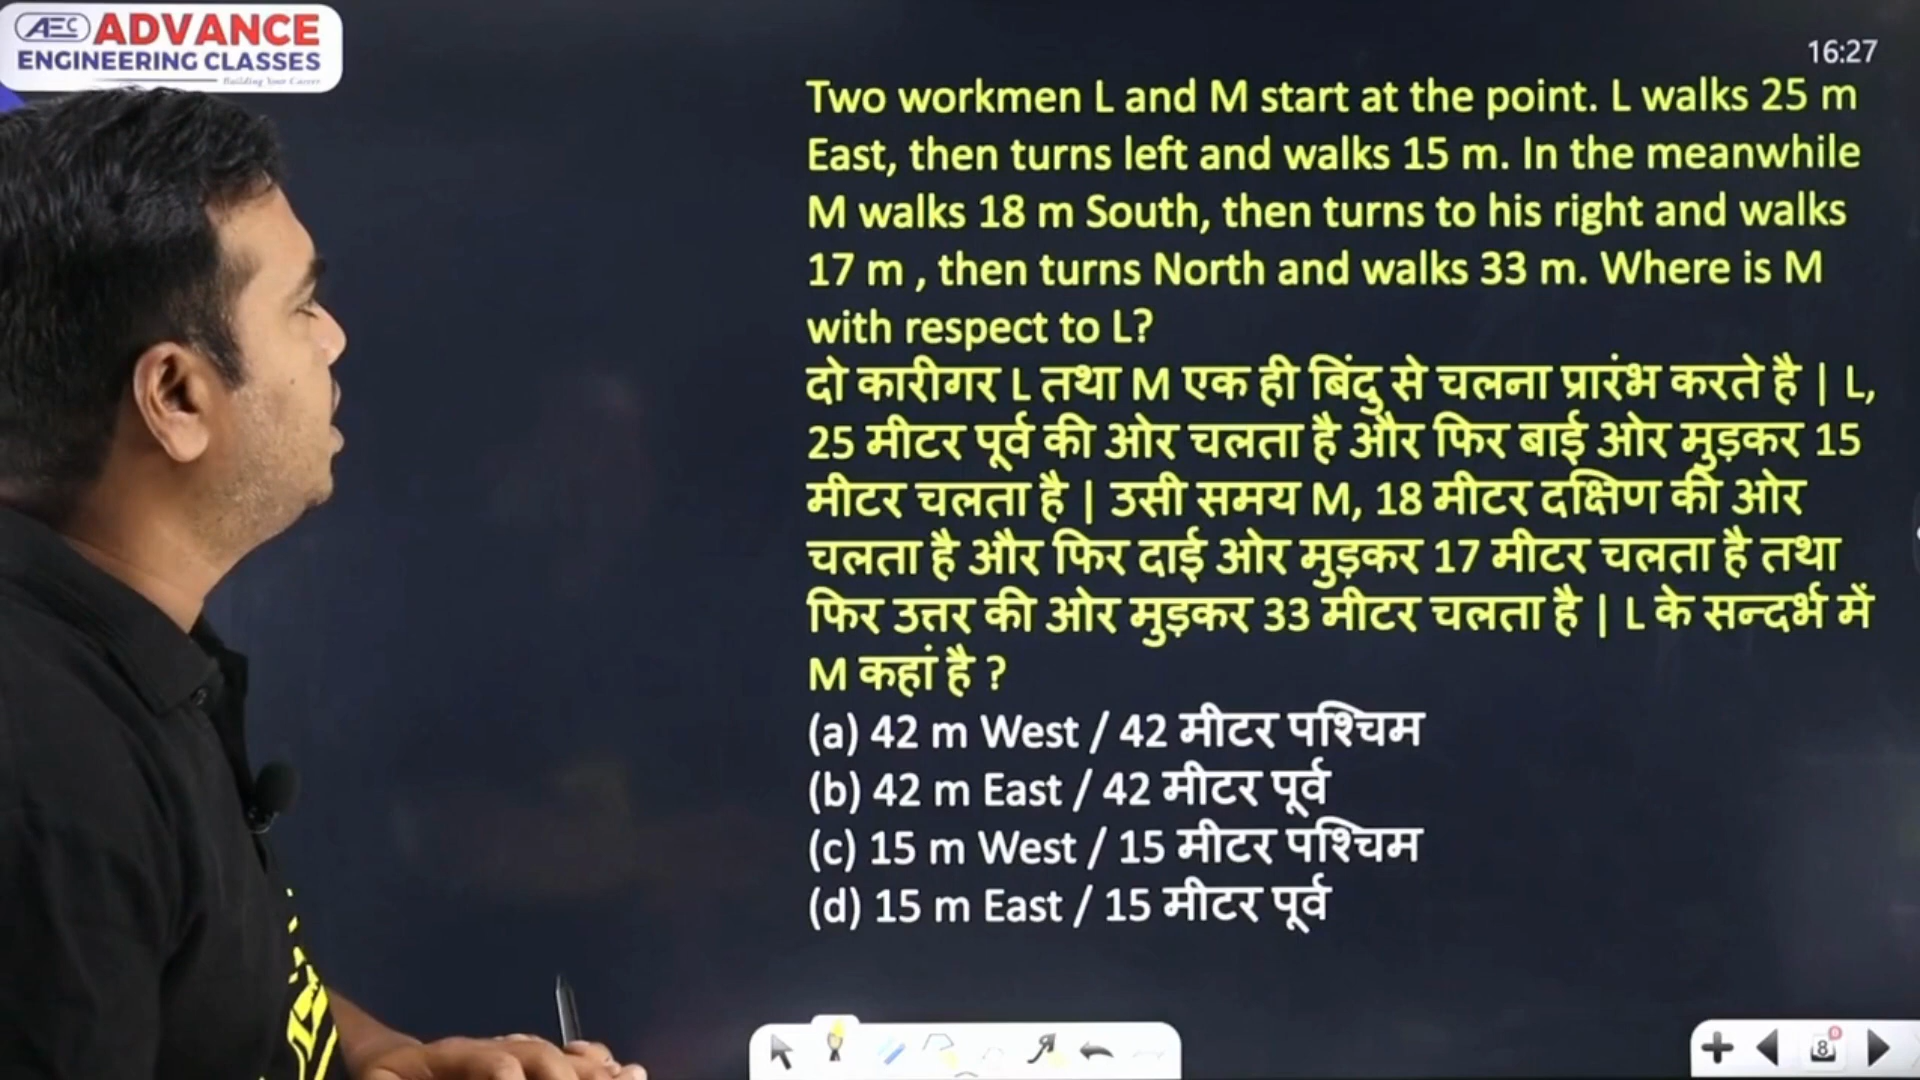 AEC ADVANCE
ENGINEERING CLASSES
Building Your Career
16:27
Two workmen L and M start at the point. L walks 25 m
East, then turns left and walks 15 m. In the meanwhile
M walks 18 m South, then turns to his right and walks
17 m , then turns North and walks 33 m. Where is M
with respect to L?
दो कारीगर L तथा M एक ही बिंदु से चलना प्रारंभ करते है | L,
25 मीटर पूर्व की ओर चलता है और फिर बाई ओर मुड़कर 15
मीटर चलता है | उसी समय M, 18 मीटर दक्षिण की ओर
चलता है और फिर दाई ओर मुड़कर 17 मीटर चलता है तथा
फिर उत्तर की ओर मुड़कर 33 मीटर चलता है | L के सन्दर्भ में
M कहां है ?
(a) 42 m West / 42 मीटर पश्चिम
(b) 42 m East / 42 मीटर पूर्व
(c) 15 m West / 15 मीटर पश्चिम
(d) 15 m East / 15 मीटर पूर्व
8